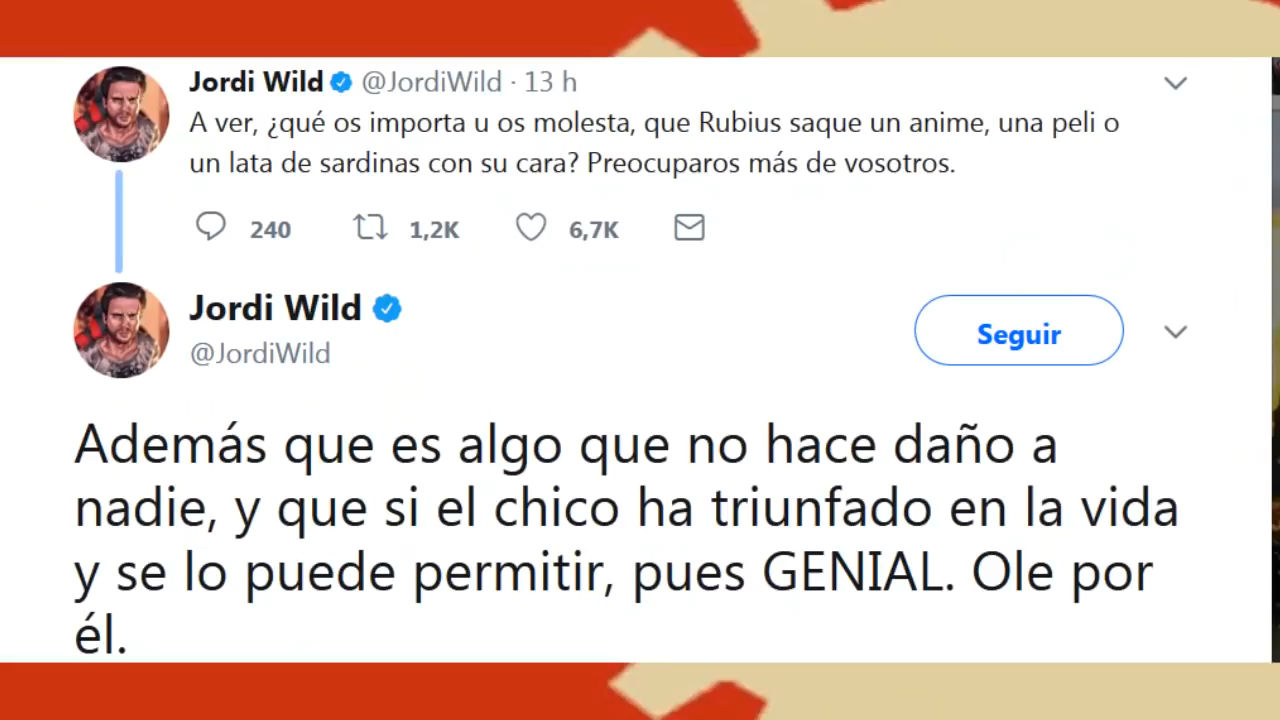 Jordi Wild @JordiWild · 13 h
A ver, ¿qué os importa u os molesta, que Rubius saque un anime, una peli o
un lata de sardinas con su cara? Preocuparos más de vosotros.
240 1,2K 6,7K
Jordi Wild
@JordiWild
Seguir
Además que es algo que no hace daño a
nadie, y que si el chico ha triunfado en la vida
y se lo puede permitir, pues GENIAL. Ole por
él.